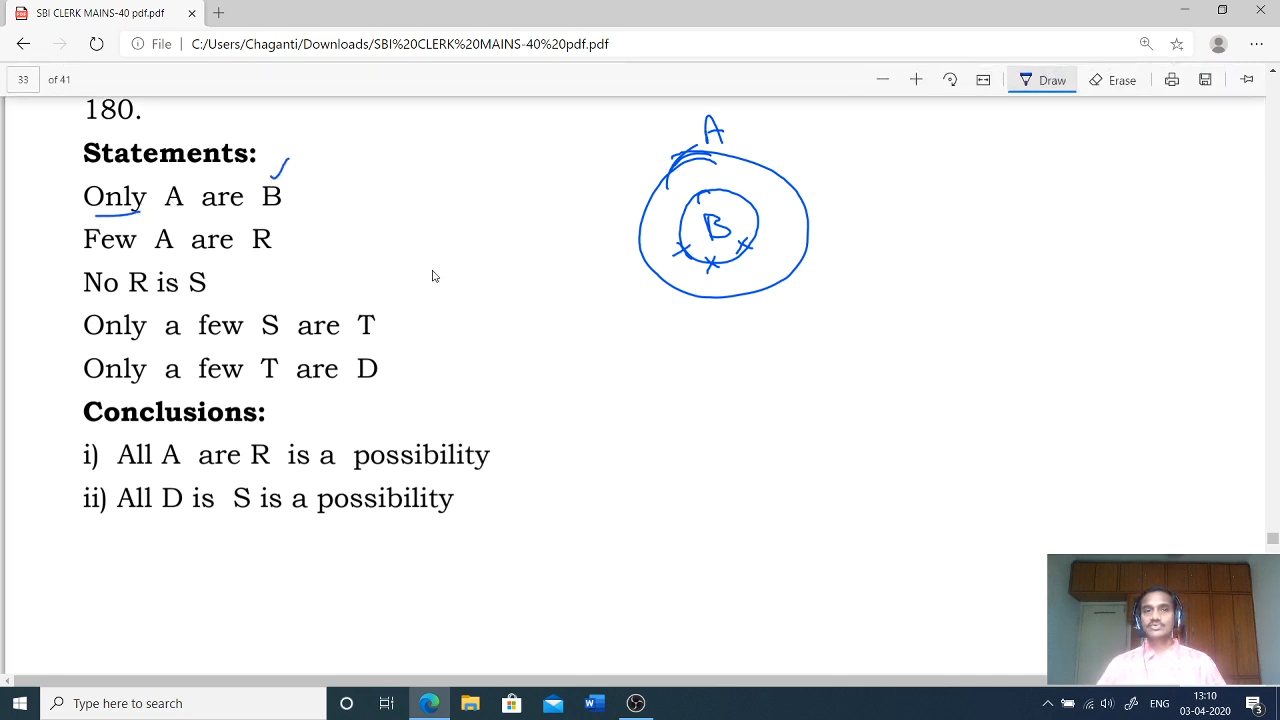 SBI CLERK MAINS-40 pdf.pdf
File
C:/Users/Chaganti/Downloads/SBI%20CLERK%20MAINS-40%20pdf.pdf
33 of 41
Draw
Erase
180.
Statements:
Only A are B
Few A are R
No R is S
Only a few S are T
Only a few T are D
Conclusions:
i) All A are R is a possibility
ii) All D is S is a possibility
A
B
Type here to search
ENG
13:10
03-04-2020
3